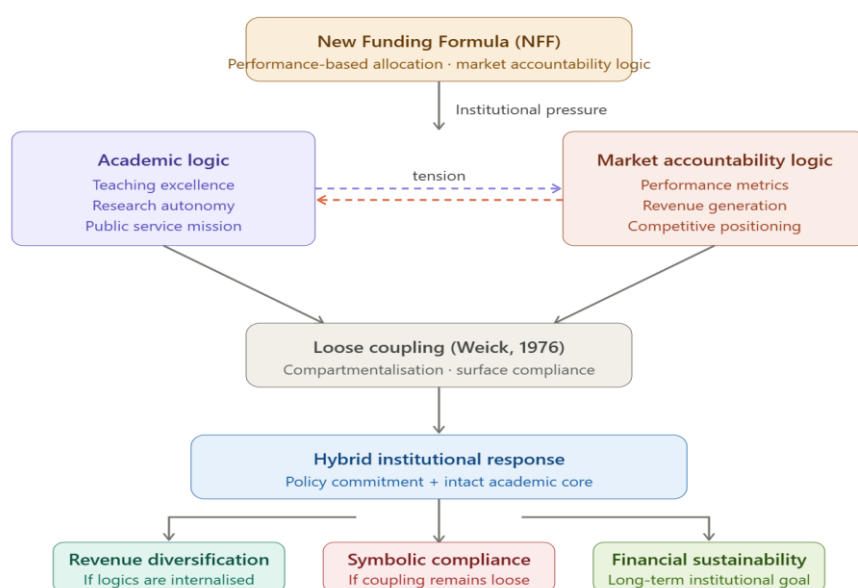 New Funding Formula (NFF)
Performance-based allocation · market accountability logic
Institutional pressure
Academic logic
Teaching excellence
Research autonomy
Public service mission
tension
Market accountability logic
Performance metrics
Revenue generation
Competitive positioning
Loose coupling (Weick, 1976)
Compartmentalisation · surface compliance
Hybrid institutional response
Policy commitment + intact academic core
Revenue diversification
If logics are internalised
Symbolic compliance
If coupling remains loose
Financial sustainability
Long-term institutional goal